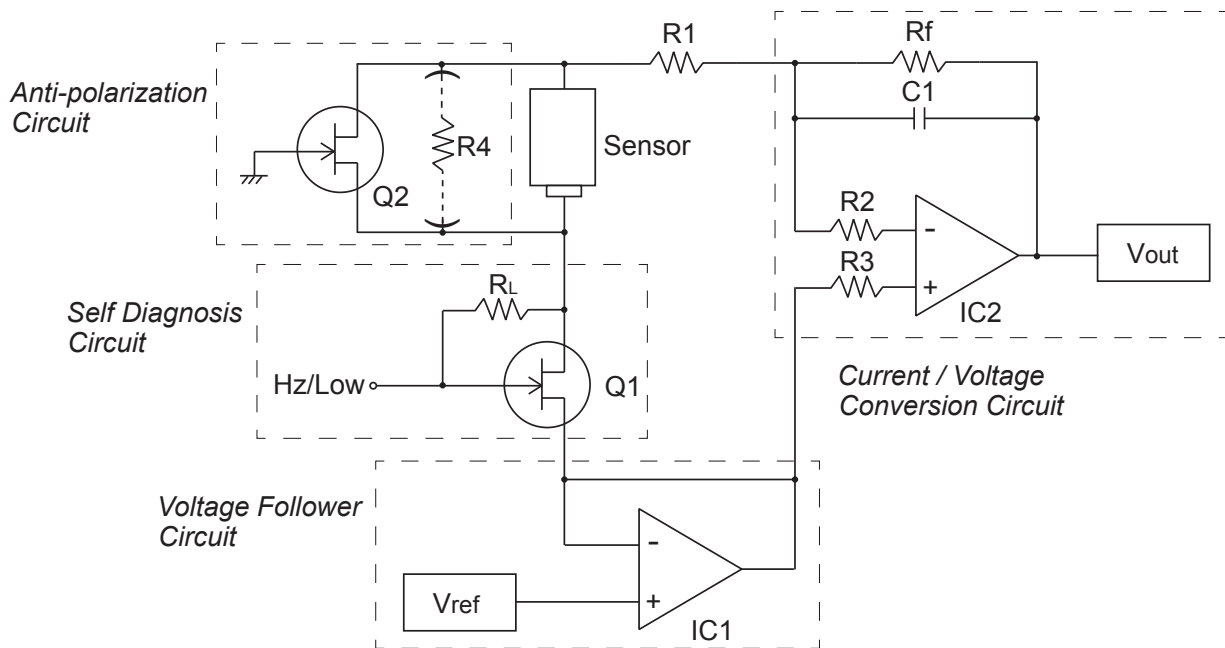 R1
Rf
C1
Anti-polarization
Circuit
R4
Sensor
Q2
R2
-
R3
+
IC2
Vout
Self Diagnosis
Circuit
RL
Hz/Low
Q1
Current / Voltage
Conversion Circuit
Voltage Follower
Circuit
-
Vref
+
IC1